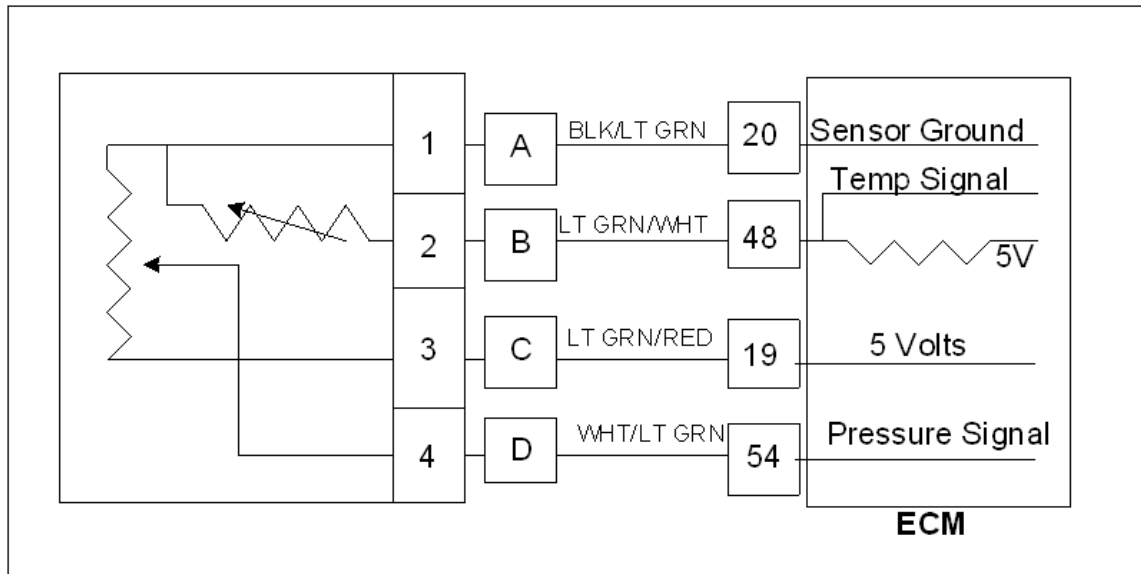 1 A BLK/LT GRN 20 Sensor Ground
Temp Signal
2 B LT GRN/WHT 48 5V
3 C LT GRN/RED 19 5 Volts
4 D WHT/LT GRN 54 Pressure Signal
ECM